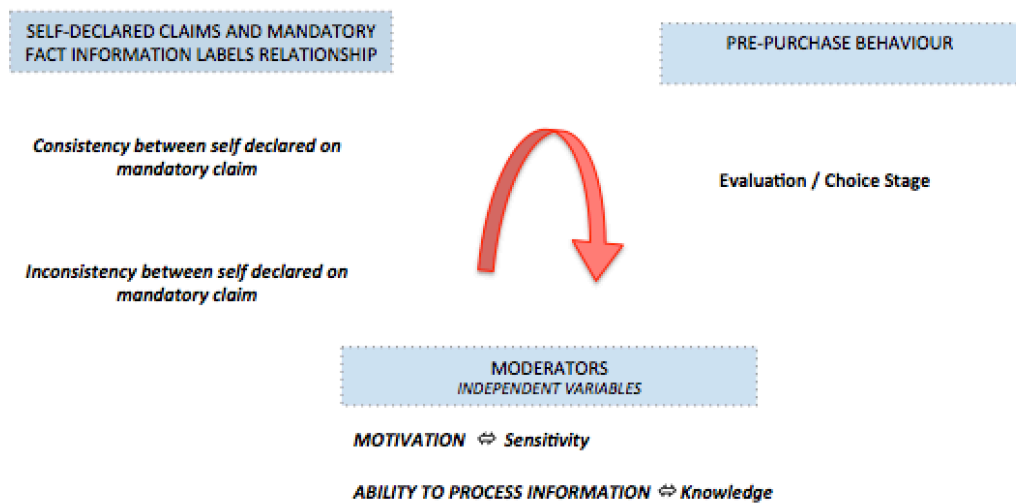 SELF-DECLARED CLAIMS AND MANDATORY
FACT INFORMATION LABELS RELATIONSHIP
PRE-PURCHASE BEHAVIOUR
Consistency between self declared on
mandatory claim
Evaluation / Choice Stage
Inconsistency between self declared on
mandatory claim
MODERATORS
INDEPENDENT VARIABLES
MOTIVATION ⇔ Sensitivity
ABILITY TO PROCESS INFORMATION ⇔ Knowledge